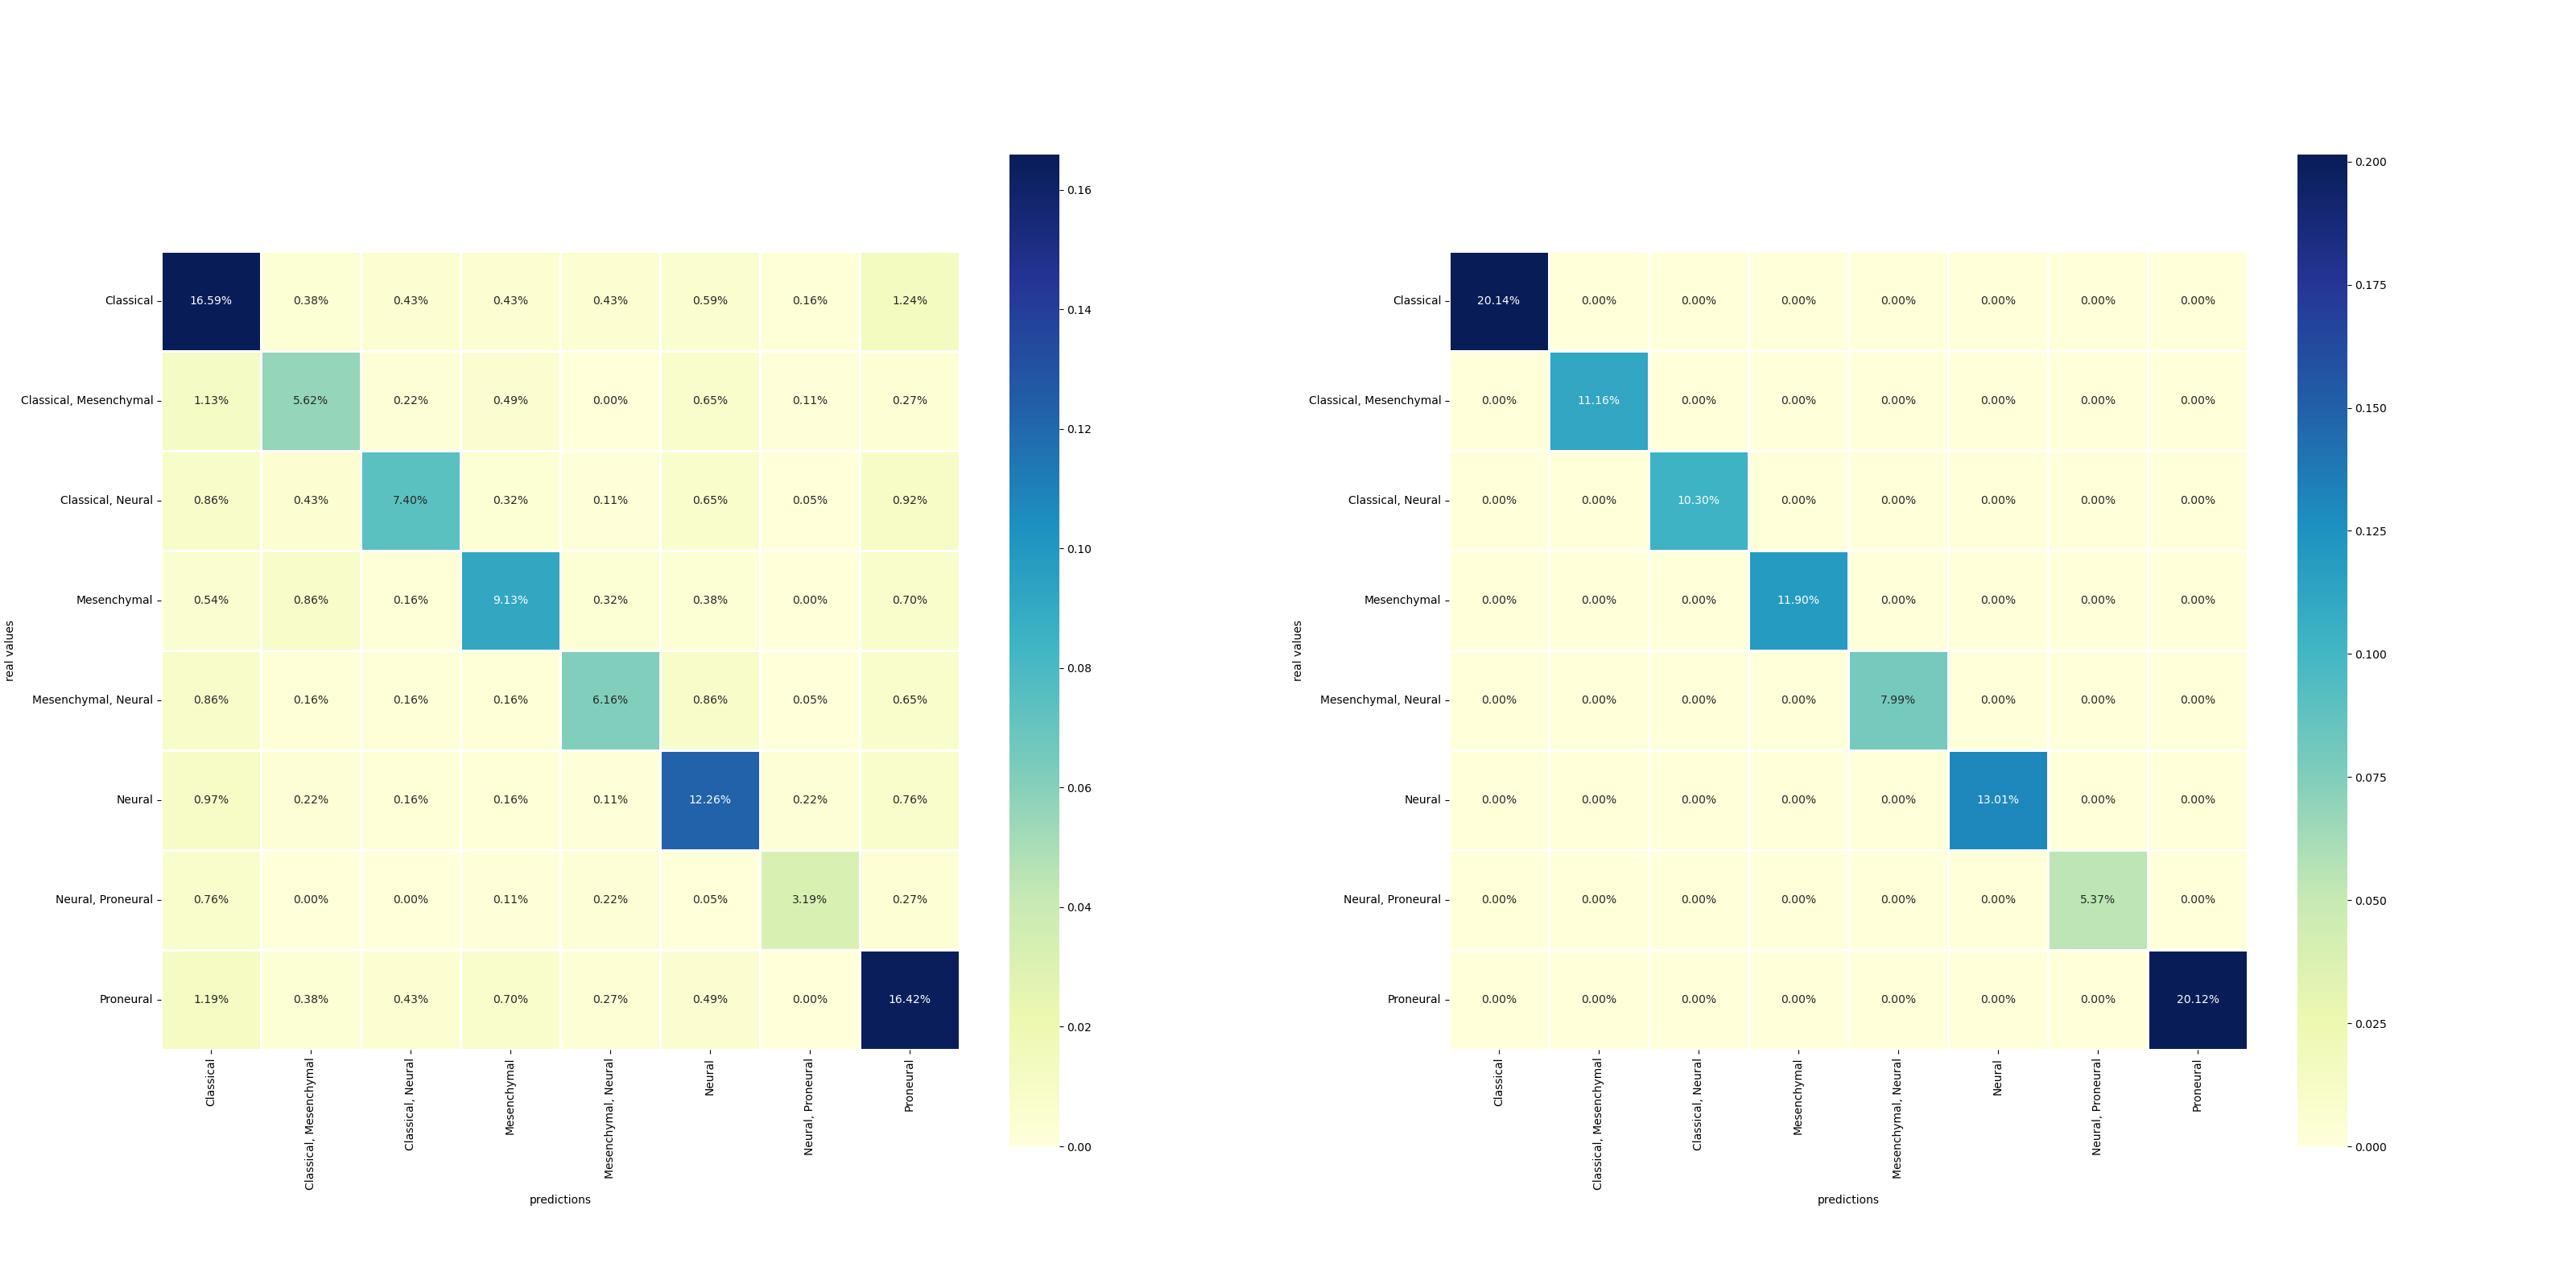 0.16
Classical 16.59% 0.38% 0.43% 0.43% 0.43% 0.59% 0.16% 1.24%
0.14
Classical, Mesenchymal 1.13% 5.62% 0.22% 0.49% 0.00% 0.65% 0.11% 0.27%
0.12
Classical, Neural 0.86% 0.43% 7.40% 0.32% 0.11% 0.65% 0.05% 0.92%
0.10
Mesenchymal 0.54% 0.86% 0.16% 9.13% 0.32% 0.38% 0.00% 0.70%
real values
0.08
Mesenchymal, Neural 0.86% 0.16% 0.16% 0.16% 6.16% 0.86% 0.05% 0.65%
0.06
Neural 0.97% 0.22% 0.16% 0.16% 0.11% 12.26% 0.22% 0.76%
Neural, Proneural 0.76% 0.00% 0.00% 0.11% 0.22% 0.05% 3.19% 0.27%
0.04
Proneural 1.19% 0.38% 0.43% 0.70% 0.27% 0.49% 0.00% 16.42%
0.02
0.00
Classical
Classical, Mesenchymal
Classical, Neural
Mesenchymal
Mesenchymal, Neural
Neural
Neural, Proneural
Proneural
predictions
0.200
Classical 20.14% 0.00% 0.00% 0.00% 0.00% 0.00% 0.00% 0.00%
0.175
Classical, Mesenchymal 0.00% 11.16% 0.00% 0.00% 0.00% 0.00% 0.00% 0.00%
0.150
Classical, Neural 0.00% 0.00% 10.30% 0.00% 0.00% 0.00% 0.00% 0.00%
0.125
Mesenchymal 0.00% 0.00% 0.00% 11.90% 0.00% 0.00% 0.00% 0.00%
real values
0.100
Mesenchymal, Neural 0.00% 0.00% 0.00% 0.00% 7.99% 0.00% 0.00% 0.00%
0.075
Neural 0.00% 0.00% 0.00% 0.00% 0.00% 13.01% 0.00% 0.00%
Neural, Proneural 0.00% 0.00% 0.00% 0.00% 0.00% 0.00% 5.37% 0.00%
0.050
Proneural 0.00% 0.00% 0.00% 0.00% 0.00% 0.00% 0.00% 20.12%
0.025
0.000
Classical
Classical, Mesenchymal
Classical, Neural
Mesenchymal
Mesenchymal, Neural
Neural
Neural, Proneural
Proneural
predictions